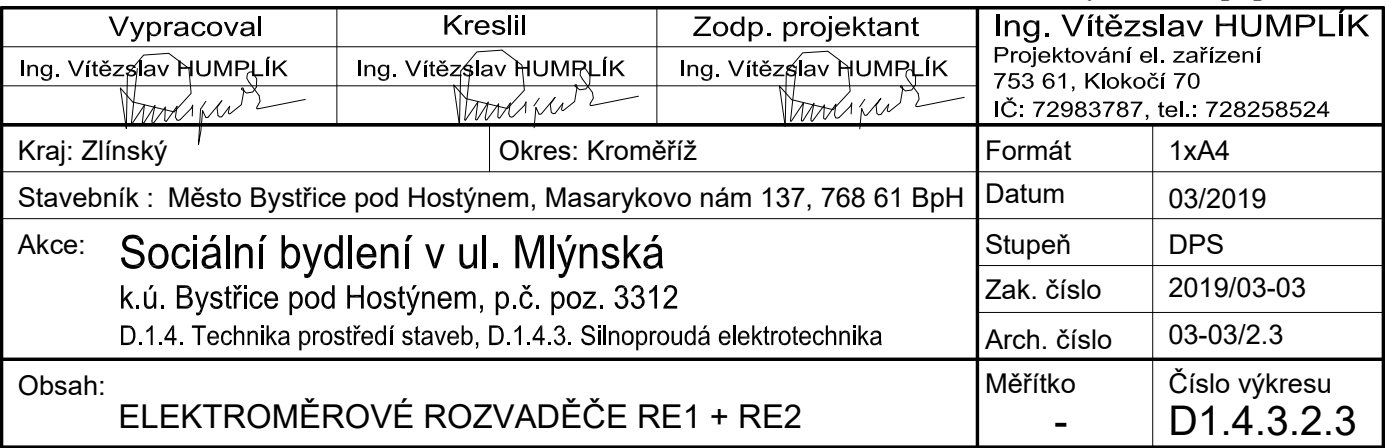 Vypracoval Kreslil Zodp. projektant Ing. Vítězslav HUMPLÍK
Projektování el. zařízení
Ing. Vítězslav HUMPLÍK Ing. Vítězslav HUMPLÍK Ing. Vítězslav HUMPLÍK 753 61, Klokočí 70
IČ: 72983787, tel.: 728258524
Kraj: Zlínský Okres: Kroměříž Formát 1xA4
Stavebník : Město Bystřice pod Hostýnem, Masarykovo nám 137, 768 61 BpH Datum 03/2019
Akce: Sociální bydlení v ul. Mlýnská Stupeň DPS
k.ú. Bystřice pod Hostýnem, p.č. poz. 3312 Zak. číslo 2019/03-03
D.1.4. Technika prostředí staveb, D.1.4.3. Silnoproudá elektrotechnika Arch. číslo 03-03/2.3
Obsah: Měřítko Číslo výkresu
ELEKTROMĚROVÉ ROZVADĚČE RE1 + RE2 - D1.4.3.2.3